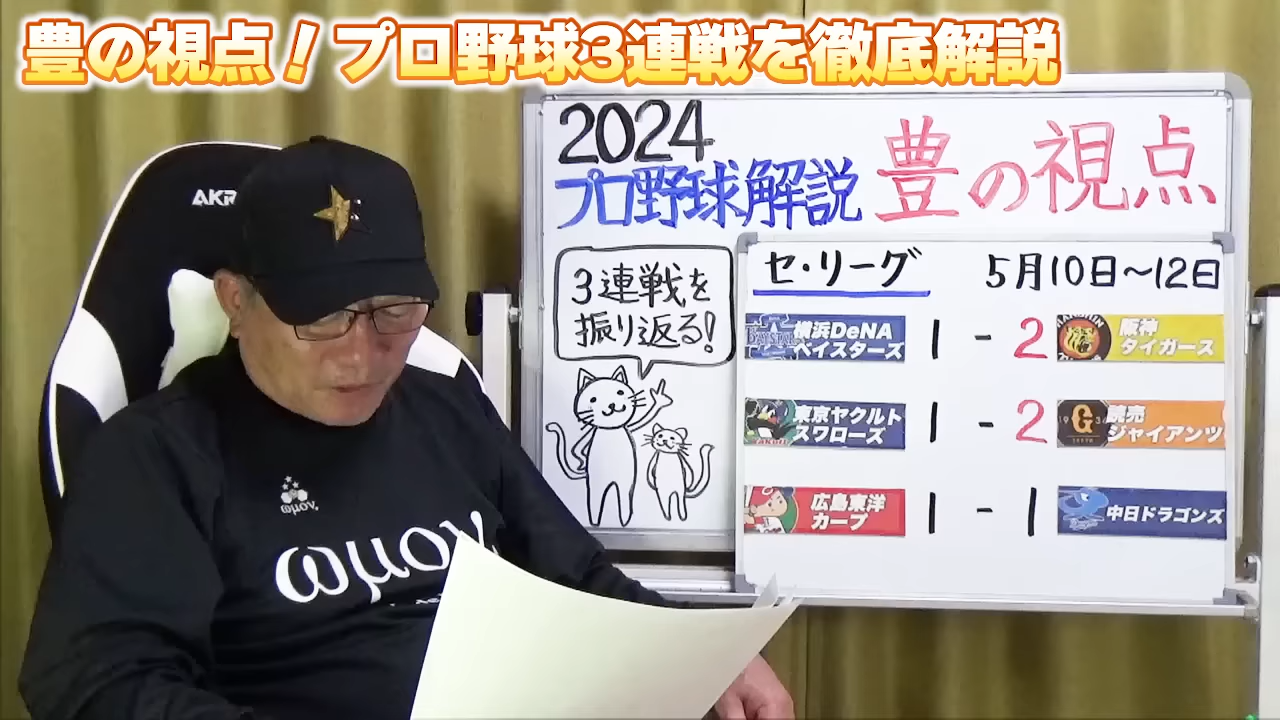 豊の視点！プロ野球3連戦を徹底解説
2024
プロ野球解説 豊の視点
3連戦を
振り返る!
セ・リーグ 5月10日〜12日
横浜DeNA
ベイスターズ
1 - 2
阪神
タイガース
東京ヤクルト
スワローズ
1 - 2
読売
ジャイアンツ
広島東洋
カープ
1 - 1
中日ドラゴンズ
AKR
ωμον
ωμον